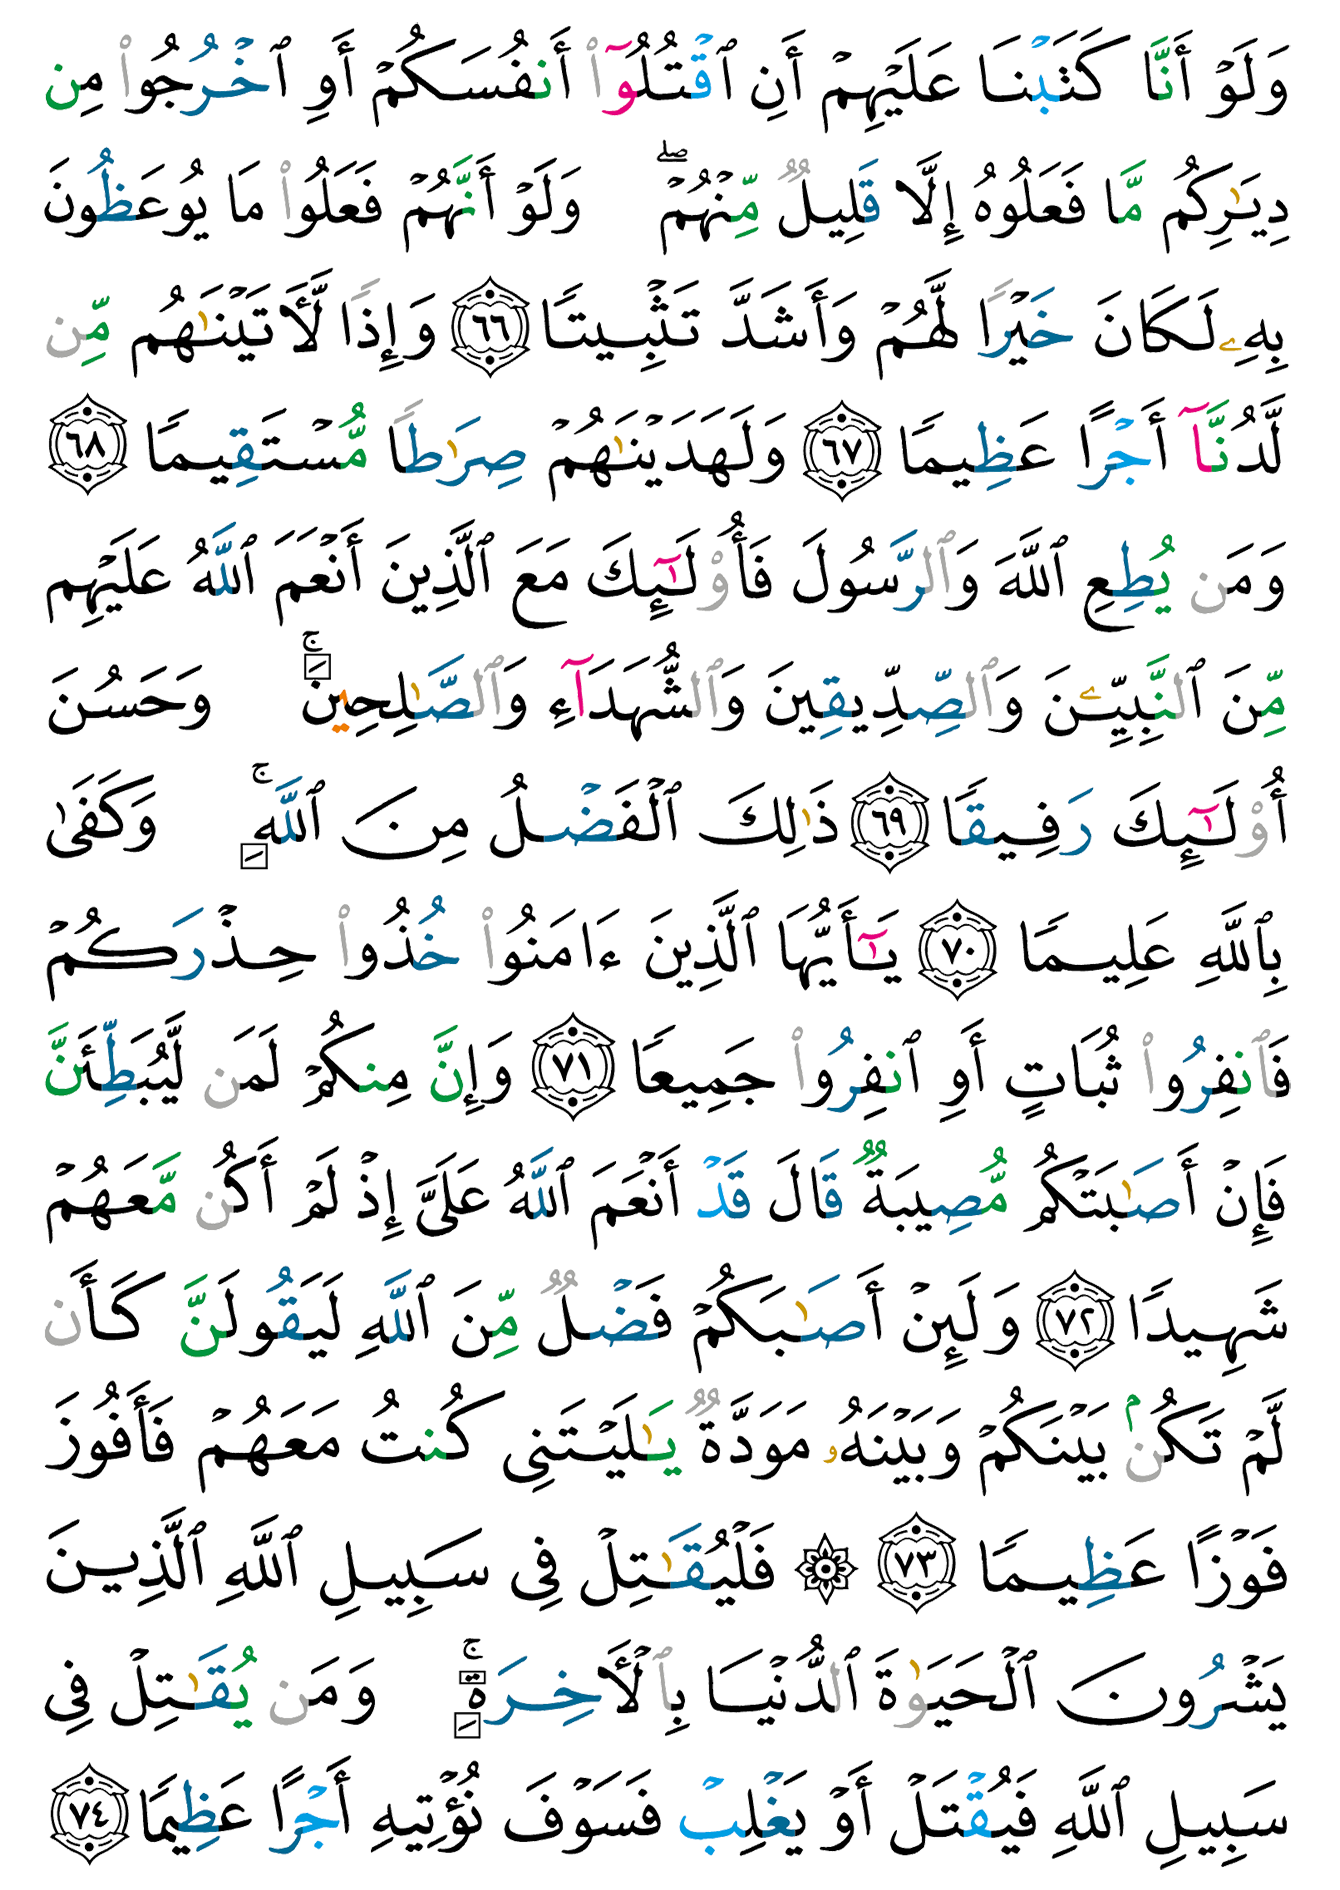 وَلَوۡ أَنَّا كَتَبۡنَا عَلَيۡهِمۡ أَنِ ٱقۡتُلُوٓاْ أَنفُسَكُمۡ أَوِ ٱخۡرُجُواْ مِن
دِيَٰرِكُم مَّا فَعَلُوهُ إِلَّا قَلِيلٞ مِّنۡهُمۡۖ وَلَوۡ أَنَّهُمۡ فَعَلُواْ مَا يُوعَظُونَ
بِهِۦ لَكَانَ خَيۡرٗا لَّهُمۡ وَأَشَدَّ تَثۡبِيتٗا ٦٦ وَإِذٗا لَّأٓتَيۡنَٰهُم مِّن
لَّدُنَّآ أَجۡرًا عَظِيمٗا ٦٧ وَلَهَدَيۡنَٰهُمۡ صِرَٰطٗا مُّسۡتَقِيمٗا ٦٨
وَمَن يُطِعِ ٱللَّهَ وَٱلرَّسُولَ فَأُوْلَٰٓئِكَ مَعَ ٱلَّذِينَ أَنۡعَمَ ٱللَّهُ عَلَيۡهِم
مِّنَ ٱلنَّبِيِّـۧنَ وَٱلصِّدِّيقِينَ وَٱلشُّهَدَآءِ وَٱلصَّٰلِحِينَۚ وَحَسُنَ
أُوْلَٰٓئِكَ رَفِيقٗا ٦٩ ذَٰلِكَ ٱلۡفَضۡلُ مِنَ ٱللَّهِۚ وَكَفَىٰ
بِٱللَّهِ عَلِيمٗا ٧٠ يَٰٓأَيُّهَا ٱلَّذِينَ ءَامَنُواْ خُذُواْ حِذۡرَكُمۡ
فَٱنفِرُواْ ثُبَاتٍ أَوِ ٱنفِرُواْ جَمِيعٗا ٧١ وَإِنَّ مِنكُمۡ لَمَن لَّيُبَطِّئَنَّ
فَإِنۡ أَصَٰبَتۡكُم مُّصِيبَةٞ قَالَ قَدۡ أَنۡعَمَ ٱللَّهُ عَلَيَّ إِذۡ لَمۡ أَكُن مَّعَهُمۡ
شَهِيدٗا ٧٢ وَلَئِنۡ أَصَٰبَكُمۡ فَضۡلٞ مِّنَ ٱللَّهِ لَيَقُولَنَّ كَأَن
لَّمۡ تَكُنۢ بَيۡنَكُمۡ وَبَيۡنَهُۥ مَوَدَّةٞ يَٰلَيۡتَنِي كُنتُ مَعَهُمۡ فَأَفُوزَ
فَوۡزًا عَظِيمٗا ٧٣ ۞ فَلۡيُقَٰتِلۡ فِي سَبِيلِ ٱللَّهِ ٱلَّذِينَ
يَشۡرُونَ ٱلۡحَيَوٰةَ ٱلدُّنۡيَا بِٱلۡأٓخِرَةِۚ وَمَن يُقَٰتِلۡ فِي
سَبِيلِ ٱللَّهِ فَيُقۡتَلۡ أَوۡ يَغۡلِبۡ فَسَوۡفَ نُؤۡتِيهِ أَجۡرًا عَظِيمٗا ٧٤